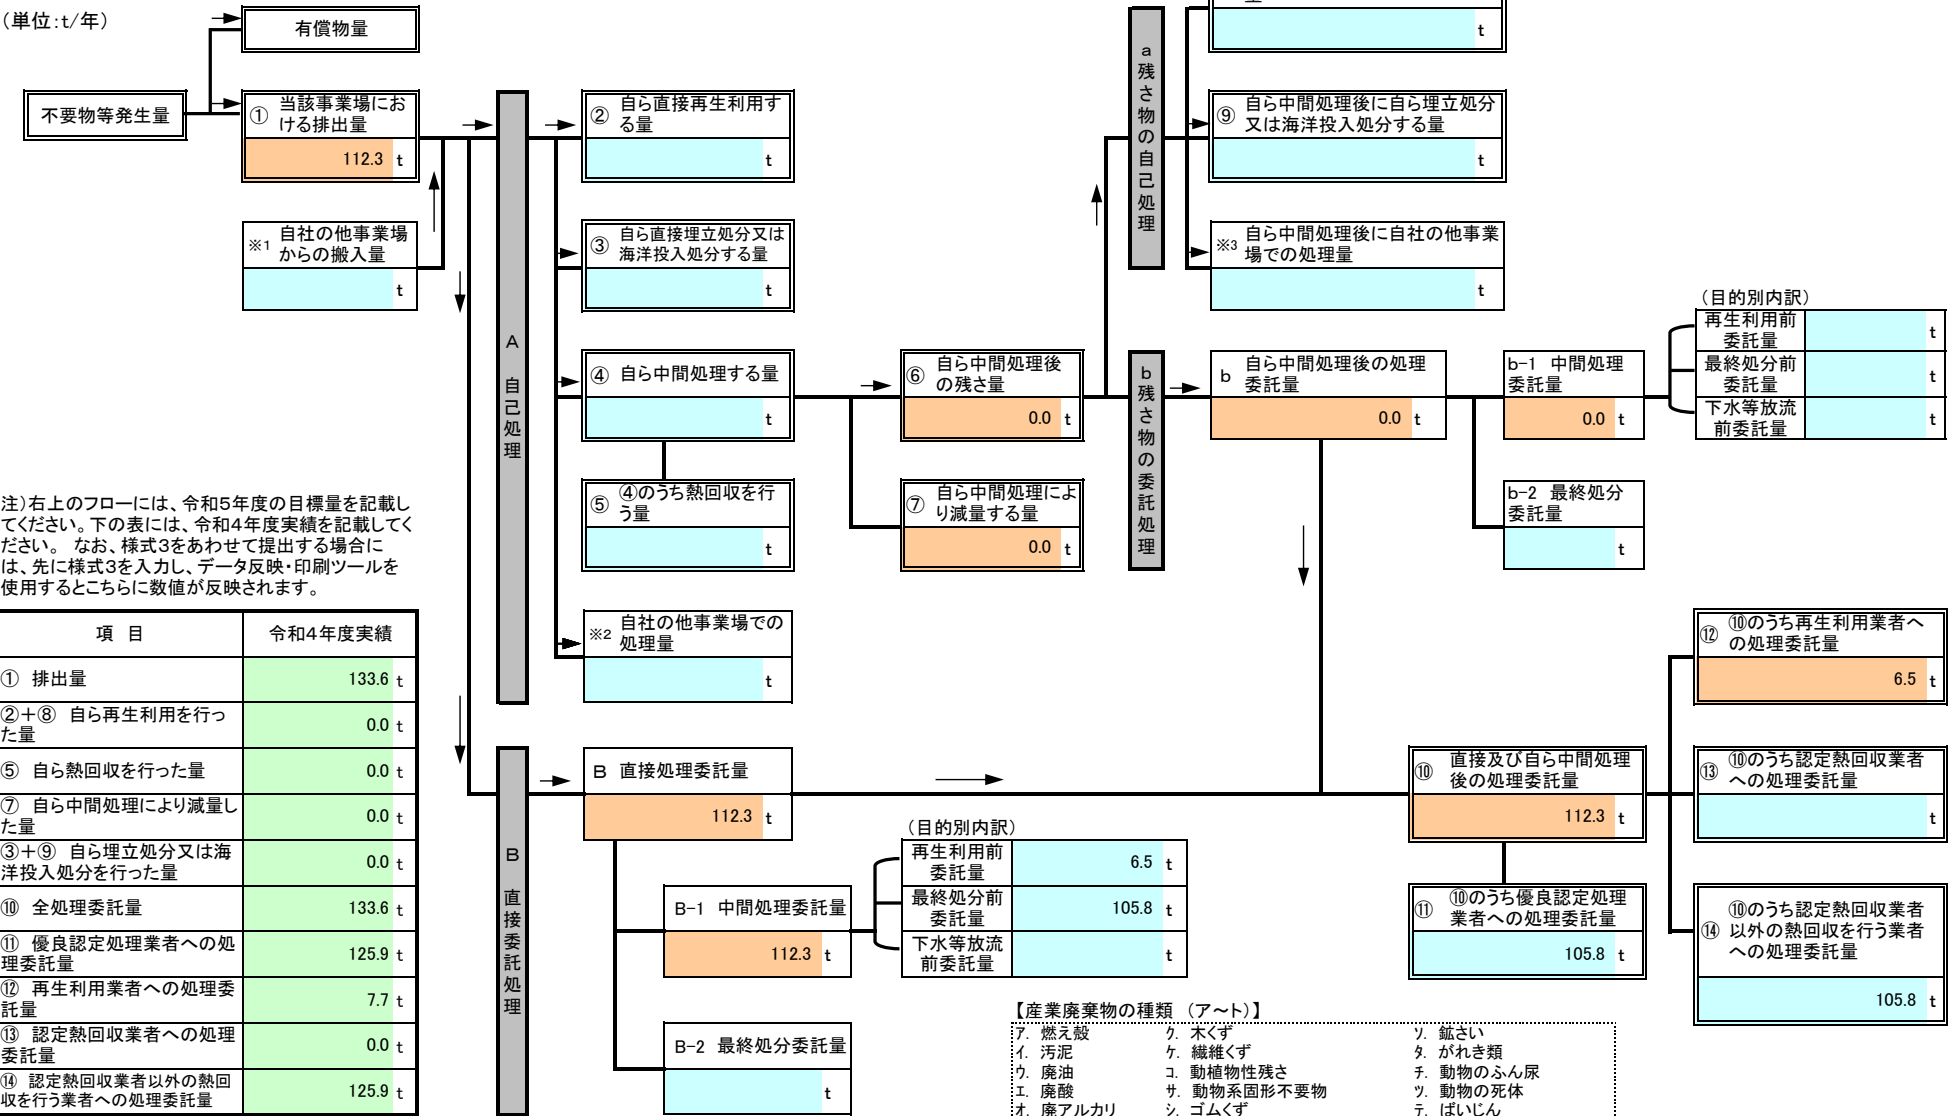 （単位：t/年）
有償物量
不要物等発生量
①
当該事業場にお
ける排出量
112.3 t
※1
自社の他事業場
からの搬入量
t
A 自己処理
②
自ら直接再生利用す
る量
t
③
自ら直接埋立処分又は
海洋投入処分する量
t
④ 自ら中間処理する量
t
⑤
④のうち熱回収を行
う量
t
※2
自社の他事業場での
処理量
t
⑥
自ら中間処理後
の残さ量
0.0 t
⑦
自ら中間処理によ
り減量する量
0.0 t
a 残さ物の自己処理
t
⑨
自ら中間処理後に自ら埋立処分
又は海洋投入処分する量
t
※3
自ら中間処理後に自社の他事業
場での処理量
t
b 残さ物の委託処理
b
自ら中間処理後の処理
委託量
0.0 t
b-1 中間処理
委託量
0.0 t
b-2 最終処分
委託量
t
（目的別内訳）
再生利用前
委託量
t
最終処分前
委託量
t
下水等放流
前委託量
t
注）右上のフローには、令和5年度の目標量を記載し
てください。下の表には、令和4年度実績を記載してく
ださい。 なお、様式3をあわせて提出する場合に
は、先に様式3を入力し、データ反映・印刷ツールを
使用するとこちらに数値が反映されます。
項 目 令和4年度実績
① 排出量 133.6 t
②＋⑧ 自ら再生利用を行っ
た量 0.0 t
⑤ 自ら熱回収を行った量 0.0 t
⑦ 自ら中間処理により減量し
た量 0.0 t
③＋⑨ 自ら埋立処分又は海
洋投入処分を行った量 0.0 t
⑩ 全処理委託量 133.6 t
⑪ 優良認定処理業者への処
理委託量 125.9 t
⑫ 再生利用業者への処理委
託量 7.7 t
⑬ 認定熱回収業者への処理
委託量 0.0 t
⑭ 認定熱回収業者以外の熱回
収を行う業者への処理委託量 125.9 t
B 直接委託処理
B 直接処理委託量
112.3 t
B-1 中間処理委託量
112.3 t
B-2 最終処分委託量
t
（目的別内訳）
再生利用前
委託量
6.5 t
最終処分前
委託量
105.8 t
下水等放流
前委託量
t
⑩
直接及び自ら中間処理
後の処理委託量
112.3 t
⑪
⑩のうち優良認定処理
業者への処理委託量
105.8 t
⑫
⑩のうち再生利用業者へ
の処理委託量
6.5 t
⑬
⑩のうち認定熱回収業者
への処理委託量
t
⑭
⑩のうち認定熱回収業者
以外の熱回収を行う業者
への処理委託量
105.8 t
【産業廃棄物の種類 （ア～ト）】
ア. 燃え殻 ク. 木くず ソ. 鉱さい
イ. 汚泥 ケ. 繊維くず タ. がれき類
ウ. 廃油 コ. 動植物性残さ チ. 動物のふん尿
エ. 廃酸 サ. 動物系固形不要物 ツ. 動物の死体
オ. 廃アルカリ シ. ゴムくず テ. ばいじん